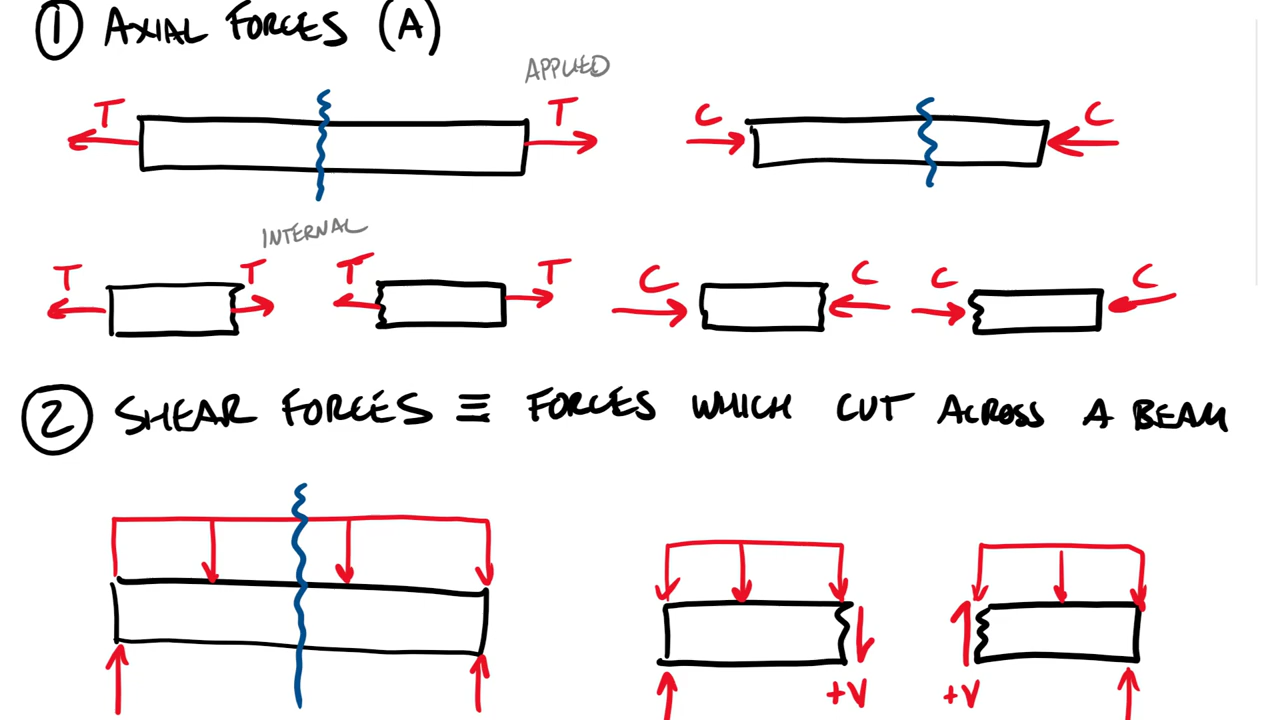 ① AXIAL FORCES (A)
APPLIED
T T C C
INTERNAL
T T T T C C C C
② SHEAR FORCES ≡ FORCES WHICH CUT ACROSS A BEAM
+V +V